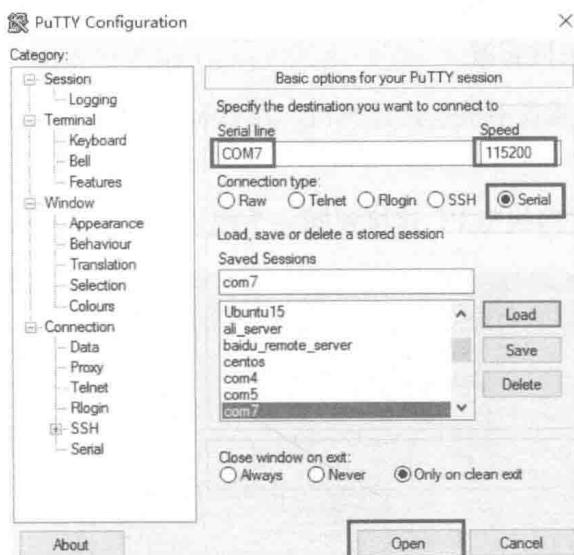 PuTTY Configuration
Category:
Session
Logging
Terminal
Keyboard
Bell
Features
Window
Appearance
Behaviour
Translation
Selection
Colours
Connection
Data
Proxy
Telnet
Rlogin
SSH
Serial
Basic options for your PuTTY session
Specify the destination you want to connect to
Serial line Speed
COM7 115200
Connection type:
Raw Telnet Rlogin SSH Serial
Load, save or delete a stored session
Saved Sessions
com7
Ubuntu15
ali_server
baidu_remote_server
centos
com4
com5
com7
Load
Save
Delete
Close window on exit:
Always Never Only on clean exit
About Open Cancel